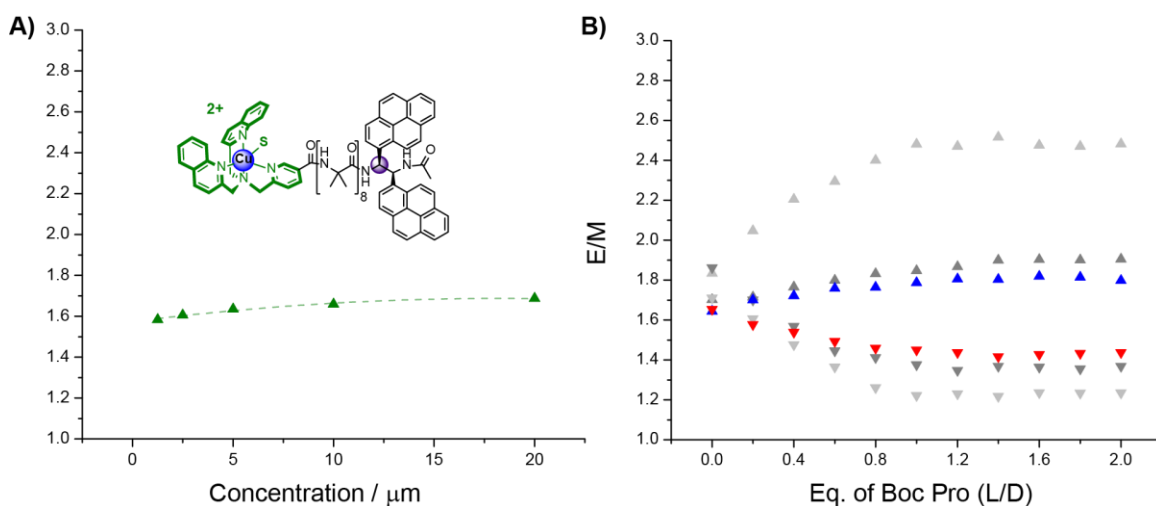 A)
3.0
2.8
2.6
2.4
2.2
2.0
1.8
1.6
1.4
1.2
1.0
0
5
10
15
20
Concentration / μm
2+
S
N
Cu
N
N
N
O
H
N
O
8
N
H
H
N
O
B)
3.0
2.8
2.6
2.4
2.2
2.0
1.8
1.6
1.4
1.2
1.0
E/M
0.0
0.4
0.8
1.2
1.6
2.0
Eq. of Boc Pro (L/D)